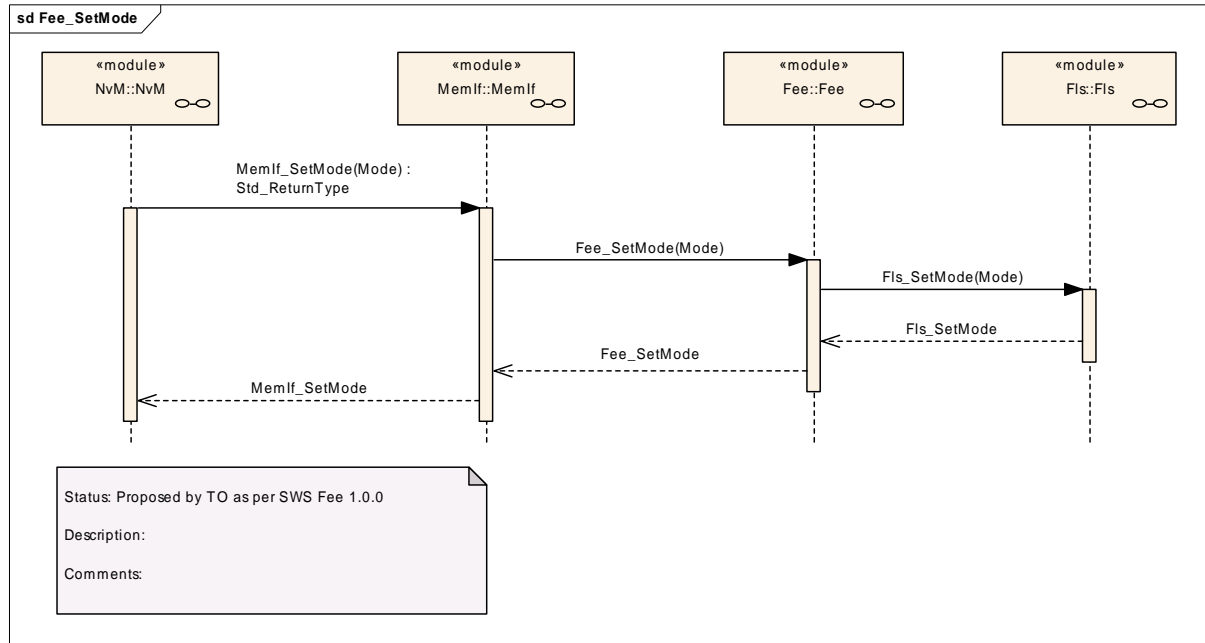 sd Fee_SetMode
«module»
NvM::NvM
«module»
MemIf::MemIf
«module»
Fee::Fee
«module»
Fls::Fls
MemIf_SetMode(Mode) :
Std_ReturnType
Fee_SetMode(Mode)
Fls_SetMode(Mode)
Fls_SetMode
Fee_SetMode
MemIf_SetMode
Status: Proposed by TO as per SWS Fee 1.0.0
Description:
Comments: